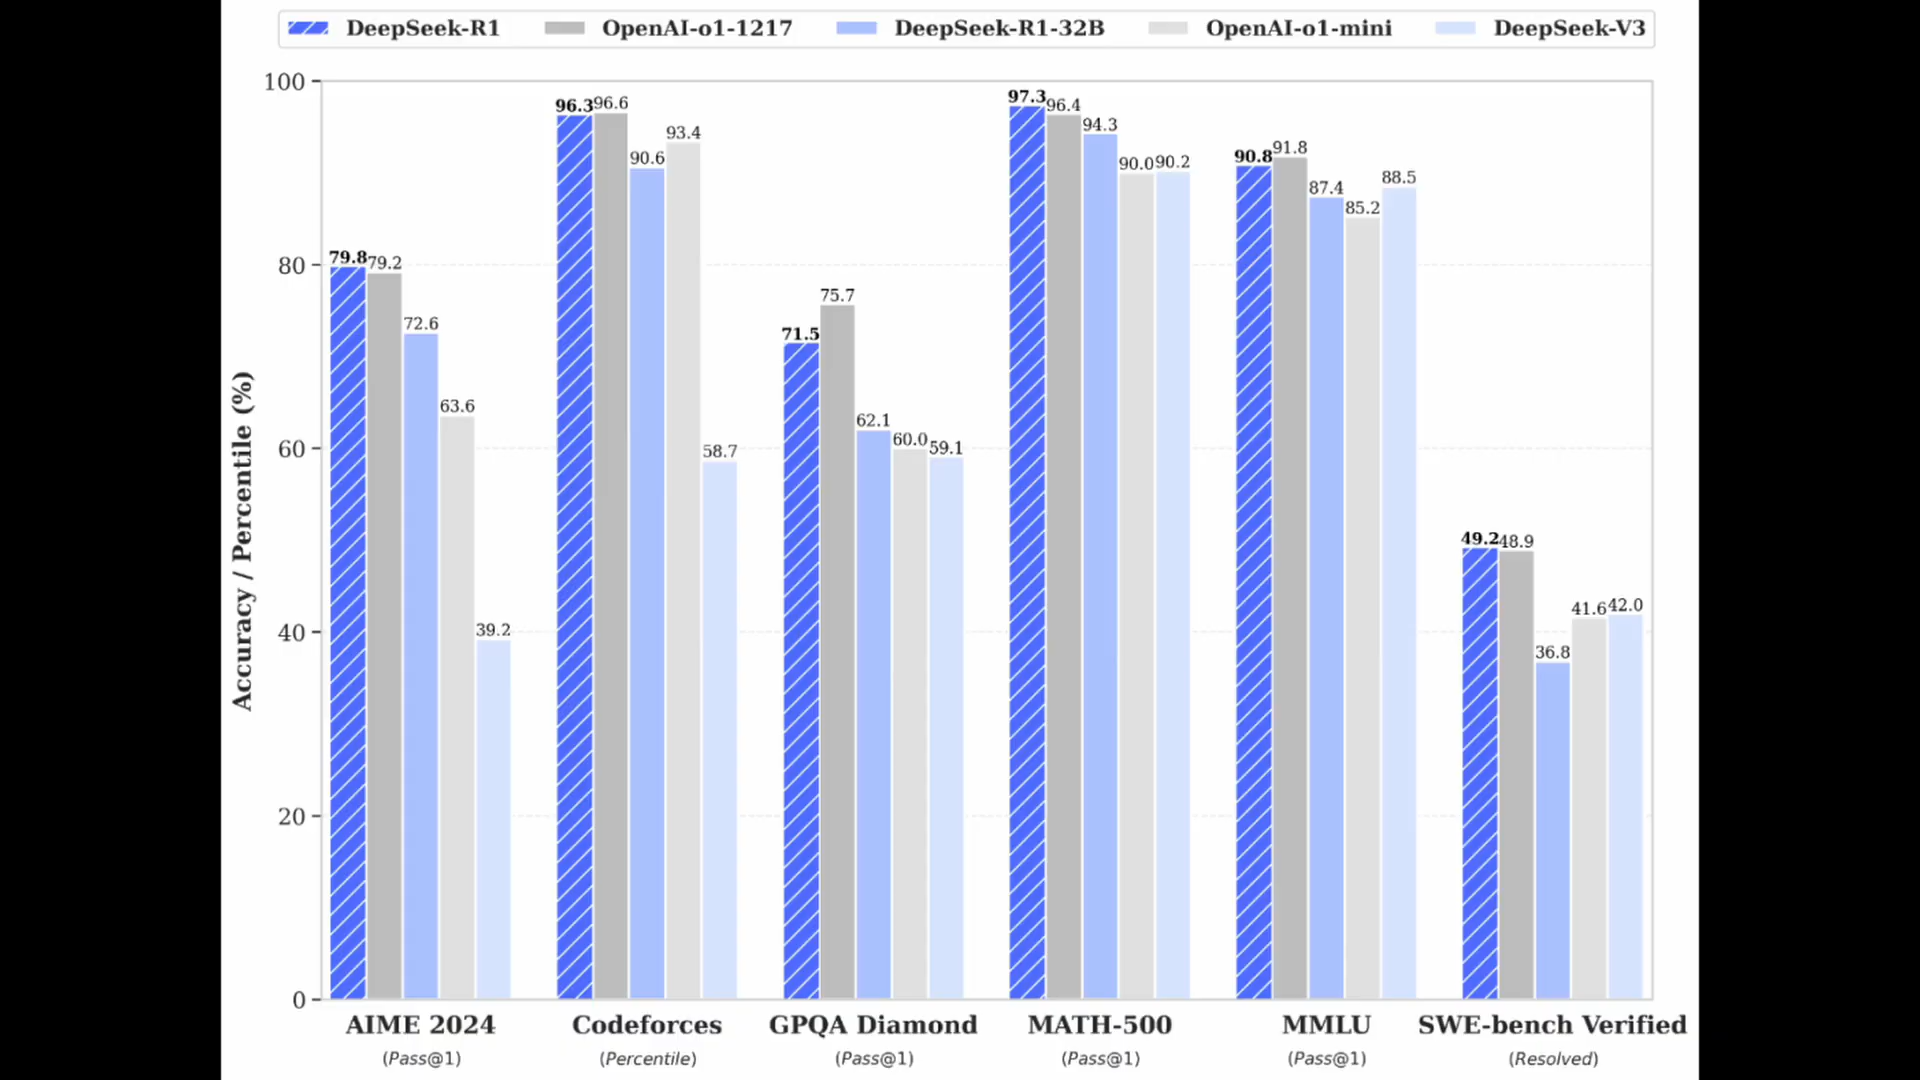 DeepSeek-R1 OpenAI-o1-1217 DeepSeek-R1-32B OpenAI-o1-mini DeepSeek-V3
Accuracy / Percentile (%)
100
80
60
40
20
0
79.8 79.2 72.6 63.6 39.2
96.3 96.6 90.6 93.4 58.7
71.5 75.7 62.1 60.0 59.1
97.3 96.4 94.3 90.0 90.2
90.8 91.8 87.4 85.2 88.5
49.2 48.9 36.8 41.6 42.0
AIME 2024 Codeforces GPQA Diamond MATH-500 MMLU SWE-bench Verified
(Pass@1) (Percentile) (Pass@1) (Pass@1) (Pass@1) (Resolved)